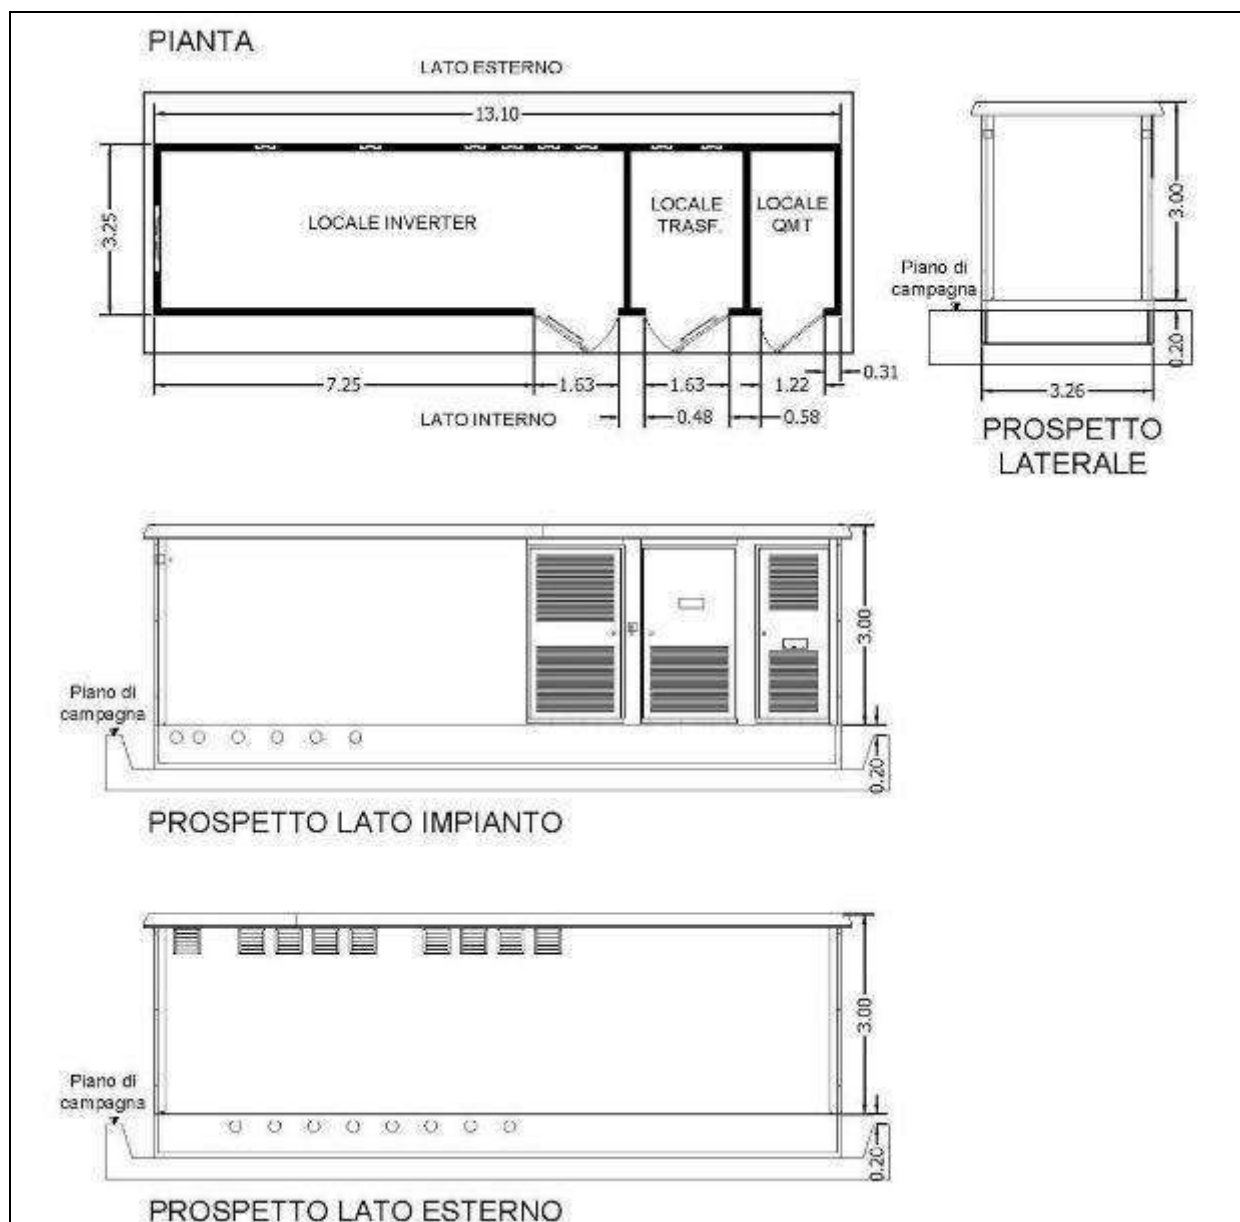 PIANTA
LATO ESTERNO
13.10
3.25
LOCALE INVERTER
LOCALE
TRASF.
LOCALE
QMT
7.25
1.63
1.63
1.22
0.31
LATO INTERNO
0.48
0.58
Piano di
campagna
3.00
0.20
3.26
PROSPETTO
LATERALE
Piano di
campagna
3.00
0.20
PROSPETTO LATO IMPIANTO
Piano di
campagna
3.00
0.20
PROSPETTO LATO ESTERNO